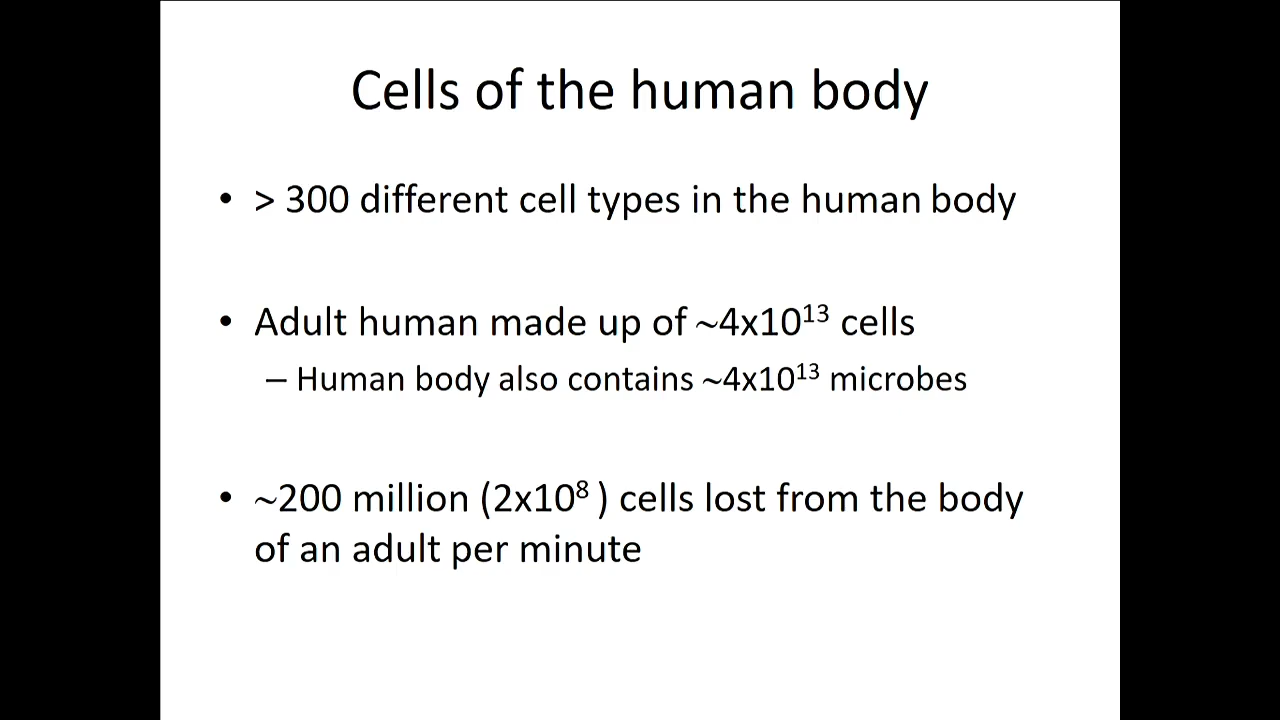 Cells of the human body
• > 300 different cell types in the human body
• Adult human made up of ~4x10¹³ cells
– Human body also contains ~4x10¹³ microbes
• ~200 million (2x10⁸ ) cells lost from the body
of an adult per minute